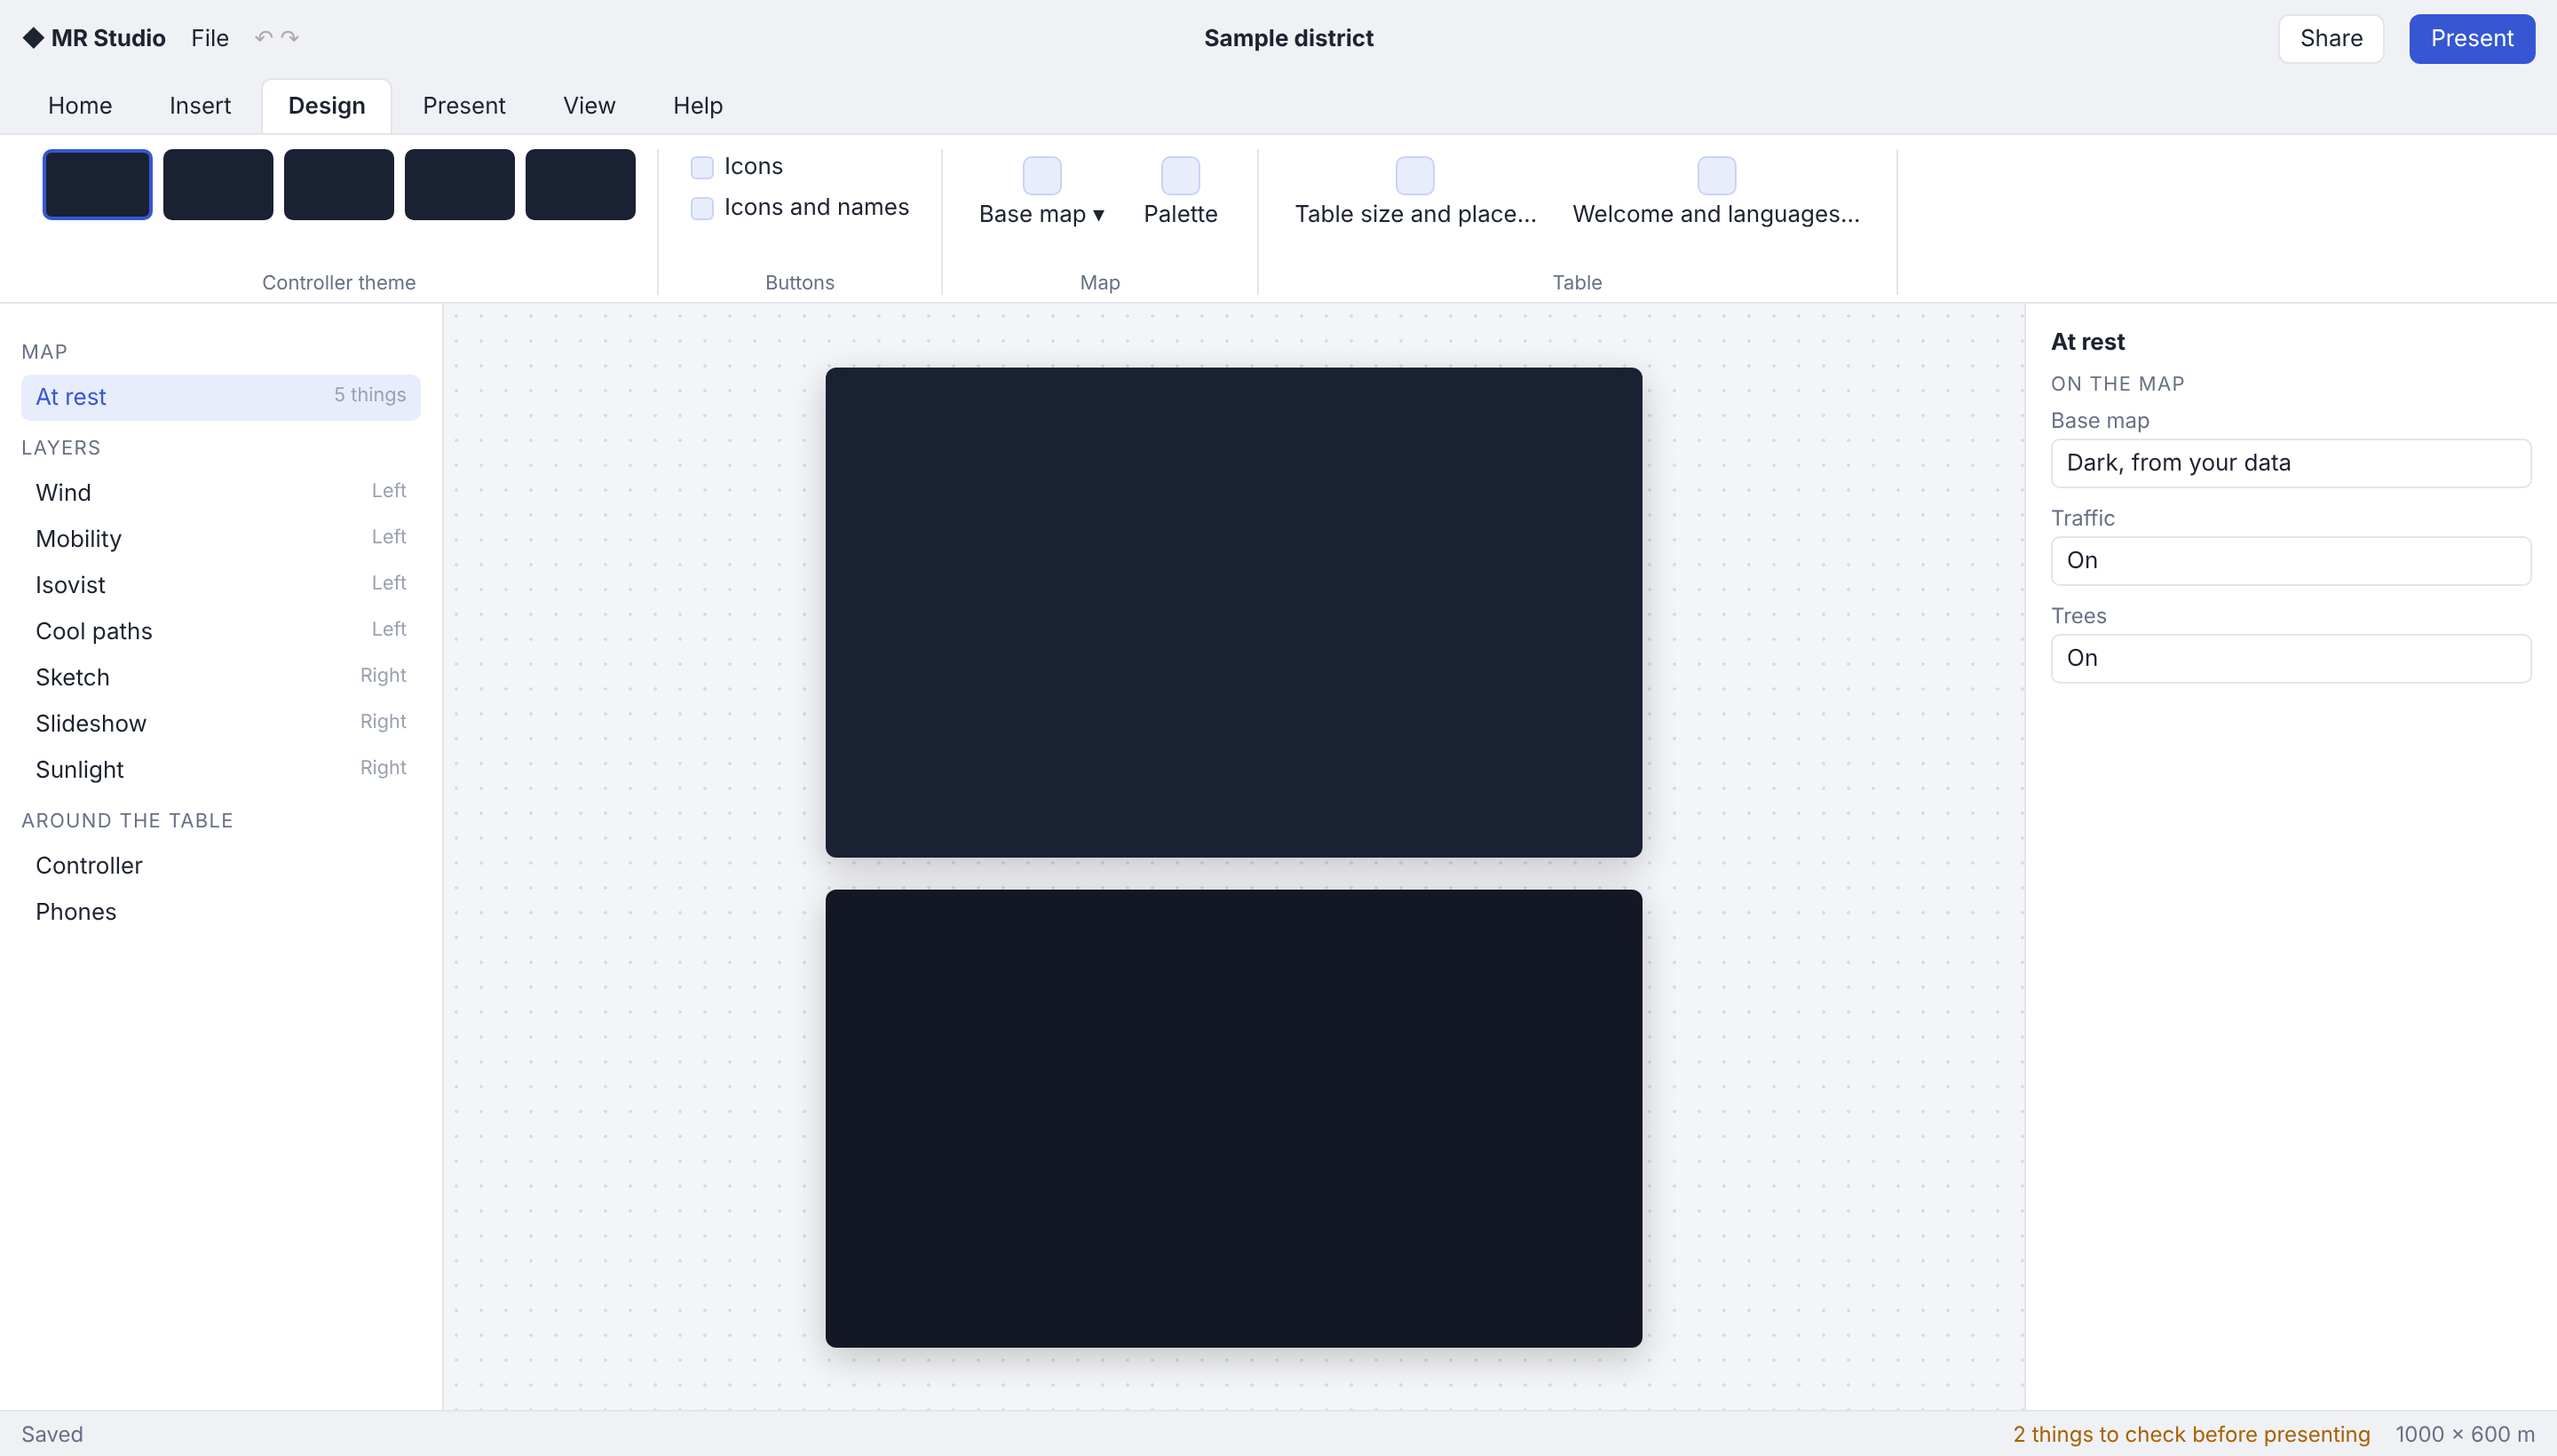 MR Studio File Sample district Share Present
Home Insert Design Present View Help
Icons
Icons and names
Base map ▾ Palette
Table size and place... Welcome and languages...
Controller theme Buttons Map Table
MAP
At rest 5 things
LAYERS
Wind Left
Mobility Left
Isovist Left
Cool paths Left
Sketch Right
Slideshow Right
Sunlight Right
AROUND THE TABLE
Controller
Phones
At rest
ON THE MAP
Base map
Dark, from your data
Traffic
On
Trees
On
Saved 2 things to check before presenting 1000 × 600 m